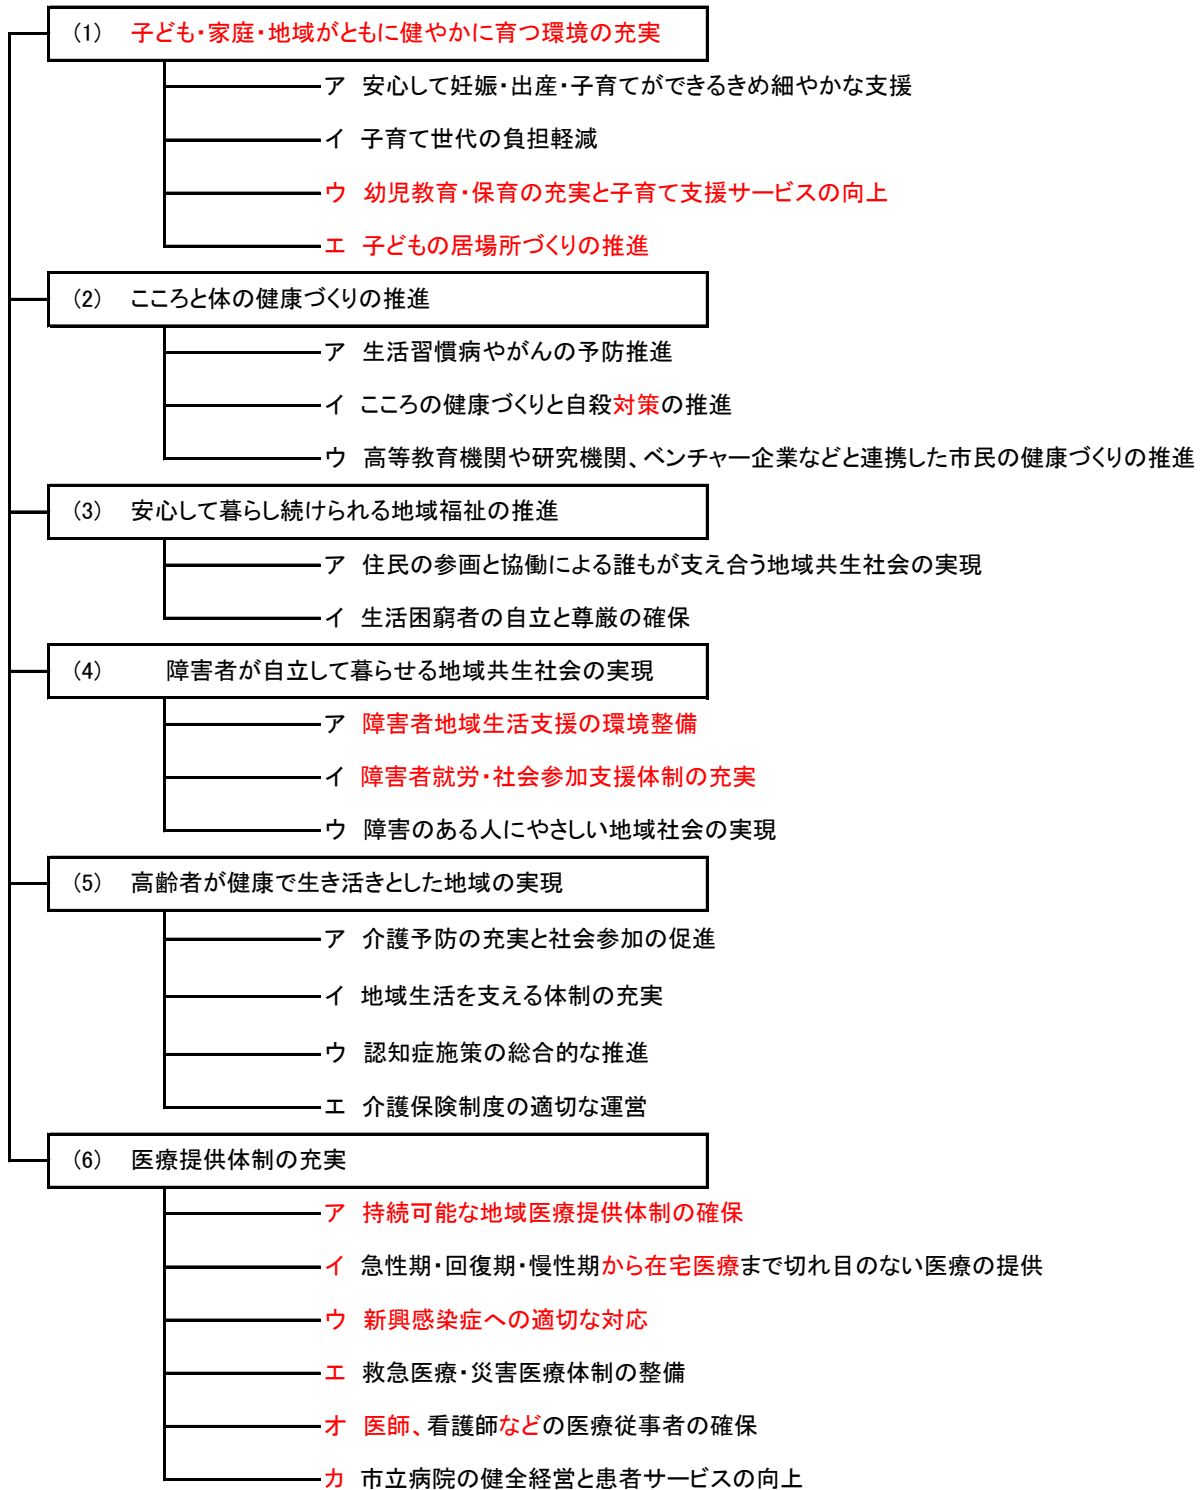 (1) 子ども・家庭・地域がともに健やかに育つ環境の充実
ア 安心して妊娠・出産・子育てができるきめ細やかな支援
イ 子育て世代の負担軽減
ウ 幼児教育・保育の充実と子育て支援サービスの向上
エ 子どもの居場所づくりの推進
(2) こころと体の健康づくりの推進
ア 生活習慣病やがんの予防推進
イ こころの健康づくりと自殺対策の推進
ウ 高等教育機関や研究機関、ベンチャー企業などと連携した市民の健康づくりの推進
(3) 安心して暮らし続けられる地域福祉の推進
ア 住民の参画と協働による誰もが支え合う地域共生社会の実現
イ 生活困窮者の自立と尊厳の確保
(4) 障害者が自立して暮らせる地域共生社会の実現
ア 障害者地域生活支援の環境整備
イ 障害者就労・社会参加支援体制の充実
ウ 障害のある人にやさしい地域社会の実現
(5) 高齢者が健康で生き活きとした地域の実現
ア 介護予防の充実と社会参加の促進
イ 地域生活を支える体制の充実
ウ 認知症施策の総合的な推進
エ 介護保険制度の適切な運営
(6) 医療提供体制の充実
ア 持続可能な地域医療提供体制の確保
イ 急性期・回復期・慢性期から在宅医療まで切れ目のない医療の提供
ウ 新興感染症への適切な対応
エ 救急医療・災害医療体制の整備
オ 医師、看護師などの医療従事者の確保
カ 市立病院の健全経営と患者サービスの向上